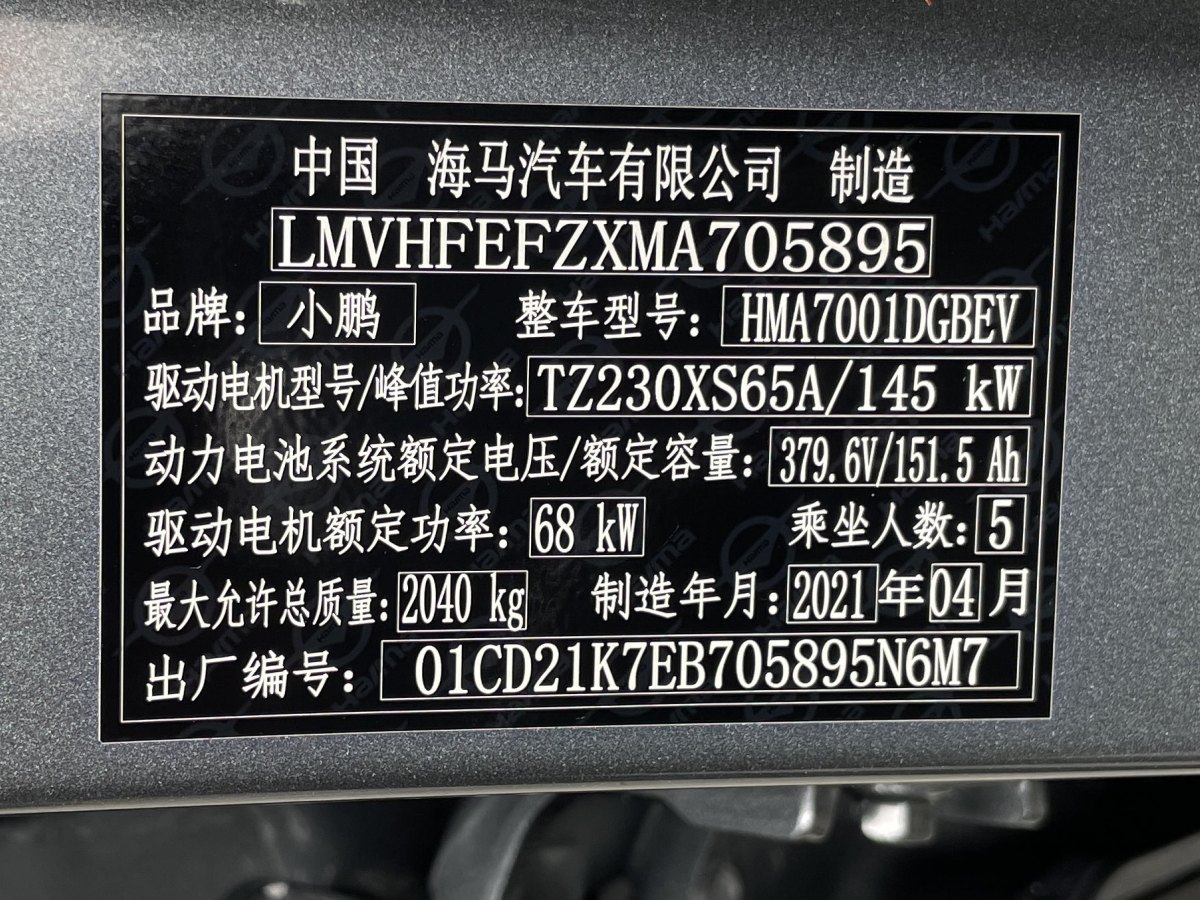 中国 海马汽车有限公司 制造
LMVHFEFZXMA705895
品牌: 小鹏 整车型号: HMA7001DGBEV
驱动电机型号/峰值功率: TZ230XS65A/145 kW
动力电池系统额定电压/额定容量: 379.6V/151.5 Ah
驱动电机额定功率: 68 kW 乘坐人数: 5
最大允许总质量: 2040 kg 制造年月: 2021 年 04 月
出厂编号: 01CD21K7EB705895N6M7